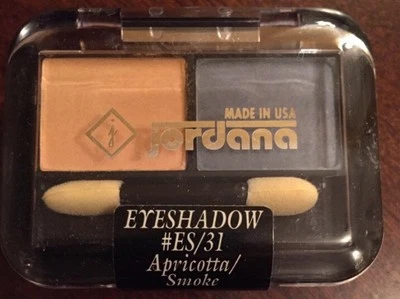 MADE IN USA
j
jordana
EYESHADOW
#ES/31
Apricotta/
Smoke